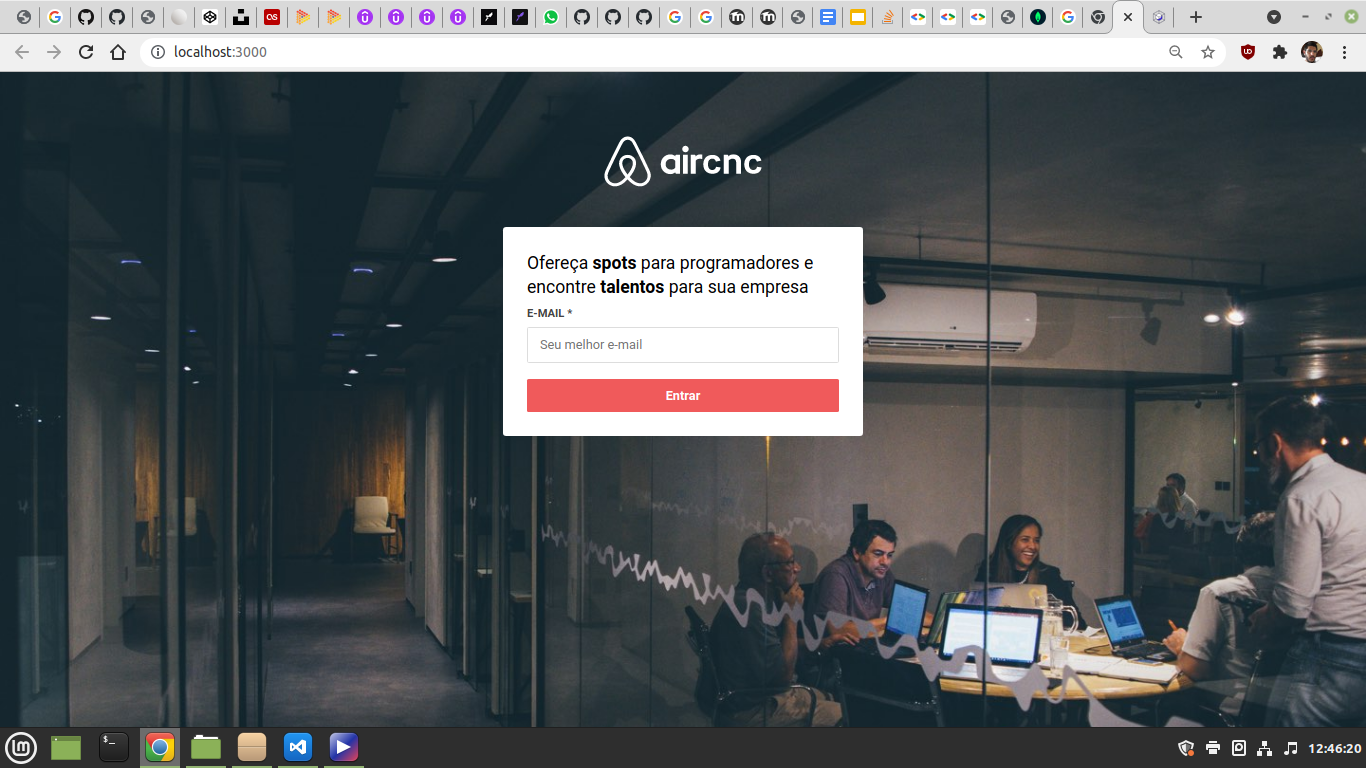 localhost:3000
aircnc
Ofereça spots para programadores e
encontre talentos para sua empresa
E-MAIL *
Seu melhor e-mail
Entrar
12:46:20